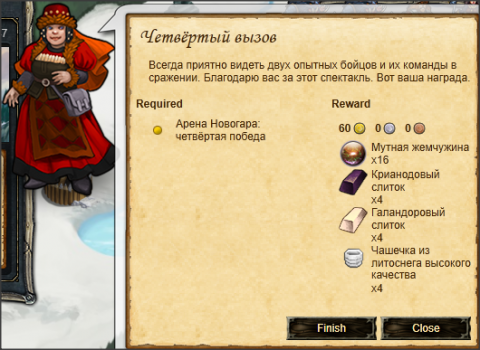 7
Четвёртый вызов
Всегда приятно видеть двух опытных бойцов и их команды в
сражении. Благодарю вас за этот спектакль. Вот ваша награда.
Required
Reward
Арена Новогара:
четвёртая победа
60 0 0
Мутная жемчужина
x16
Крианодовый
слиток
x4
Галандоровый
слиток
x4
Чашечка из
литоснега высокого
качества
x4
Finish
Close